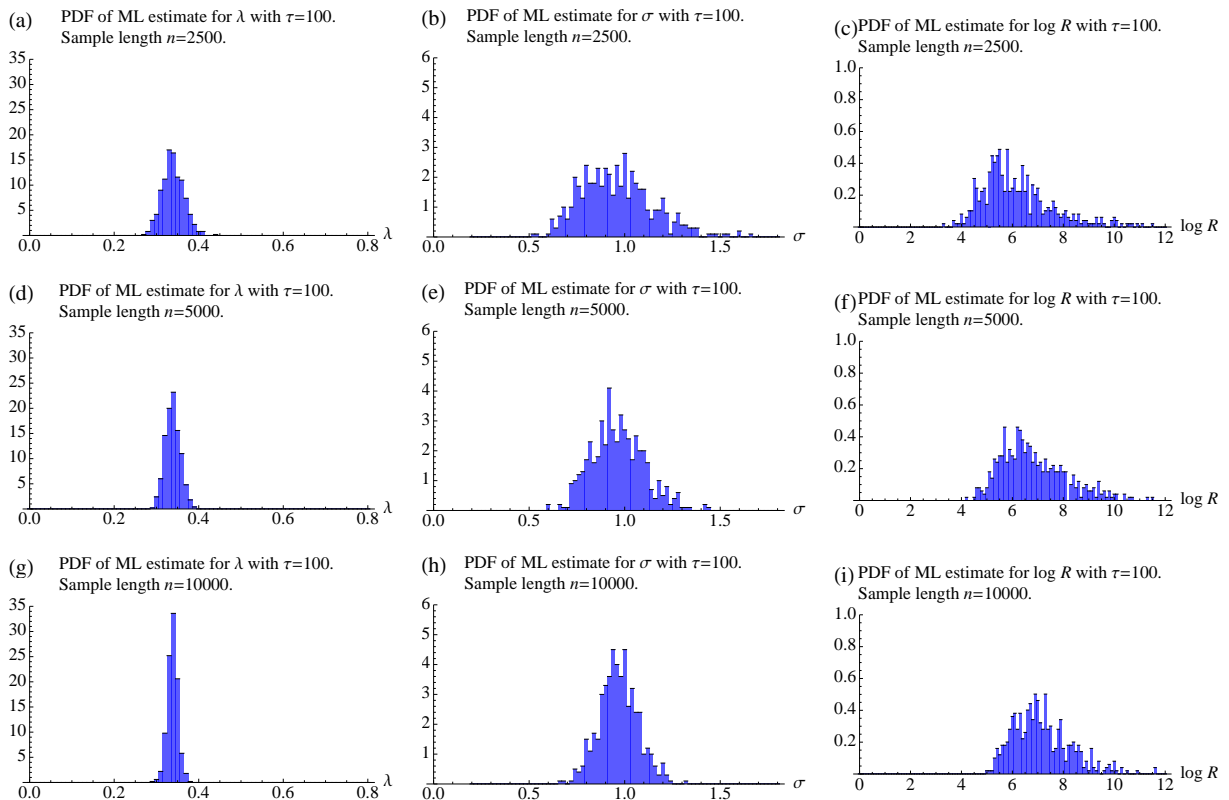 (a) PDF of ML estimate for λ with τ=100.
Sample length n=2500.
35
30
25
20
15
10
5
0.0 0.2 0.4 0.6 0.8 λ
(b) PDF of ML estimate for σ with τ=100.
Sample length n=2500.
6
5
4
3
2
1
0
0.0 0.5 1.0 1.5 σ
(c) PDF of ML estimate for log R with τ=100.
Sample length n=2500.
1.0
0.8
0.6
0.4
0.2
0 2 4 6 8 10 12 log R
(d) PDF of ML estimate for λ with τ=100.
Sample length n=5000.
35
30
25
20
15
10
5
0.0 0.2 0.4 0.6 0.8 λ
(e) PDF of ML estimate for σ with τ=100.
Sample length n=5000.
6
5
4
3
2
1
0
0.0 0.5 1.0 1.5 σ
(f) PDF of ML estimate for log R with τ=100.
Sample length n=5000.
1.0
0.8
0.6
0.4
0.2
0 2 4 6 8 10 12 log R
(g) PDF of ML estimate for λ with τ=100.
Sample length n=10000.
35
30
25
20
15
10
5
0.0 0.2 0.4 0.6 0.8 λ
(h) PDF of ML estimate for σ with τ=100.
Sample length n=10000.
6
5
4
3
2
1
0
0.0 0.5 1.0 1.5 σ
(i) PDF of ML estimate for log R with τ=100.
Sample length n=10000.
1.0
0.8
0.6
0.4
0.2
0 2 4 6 8 10 12 log R